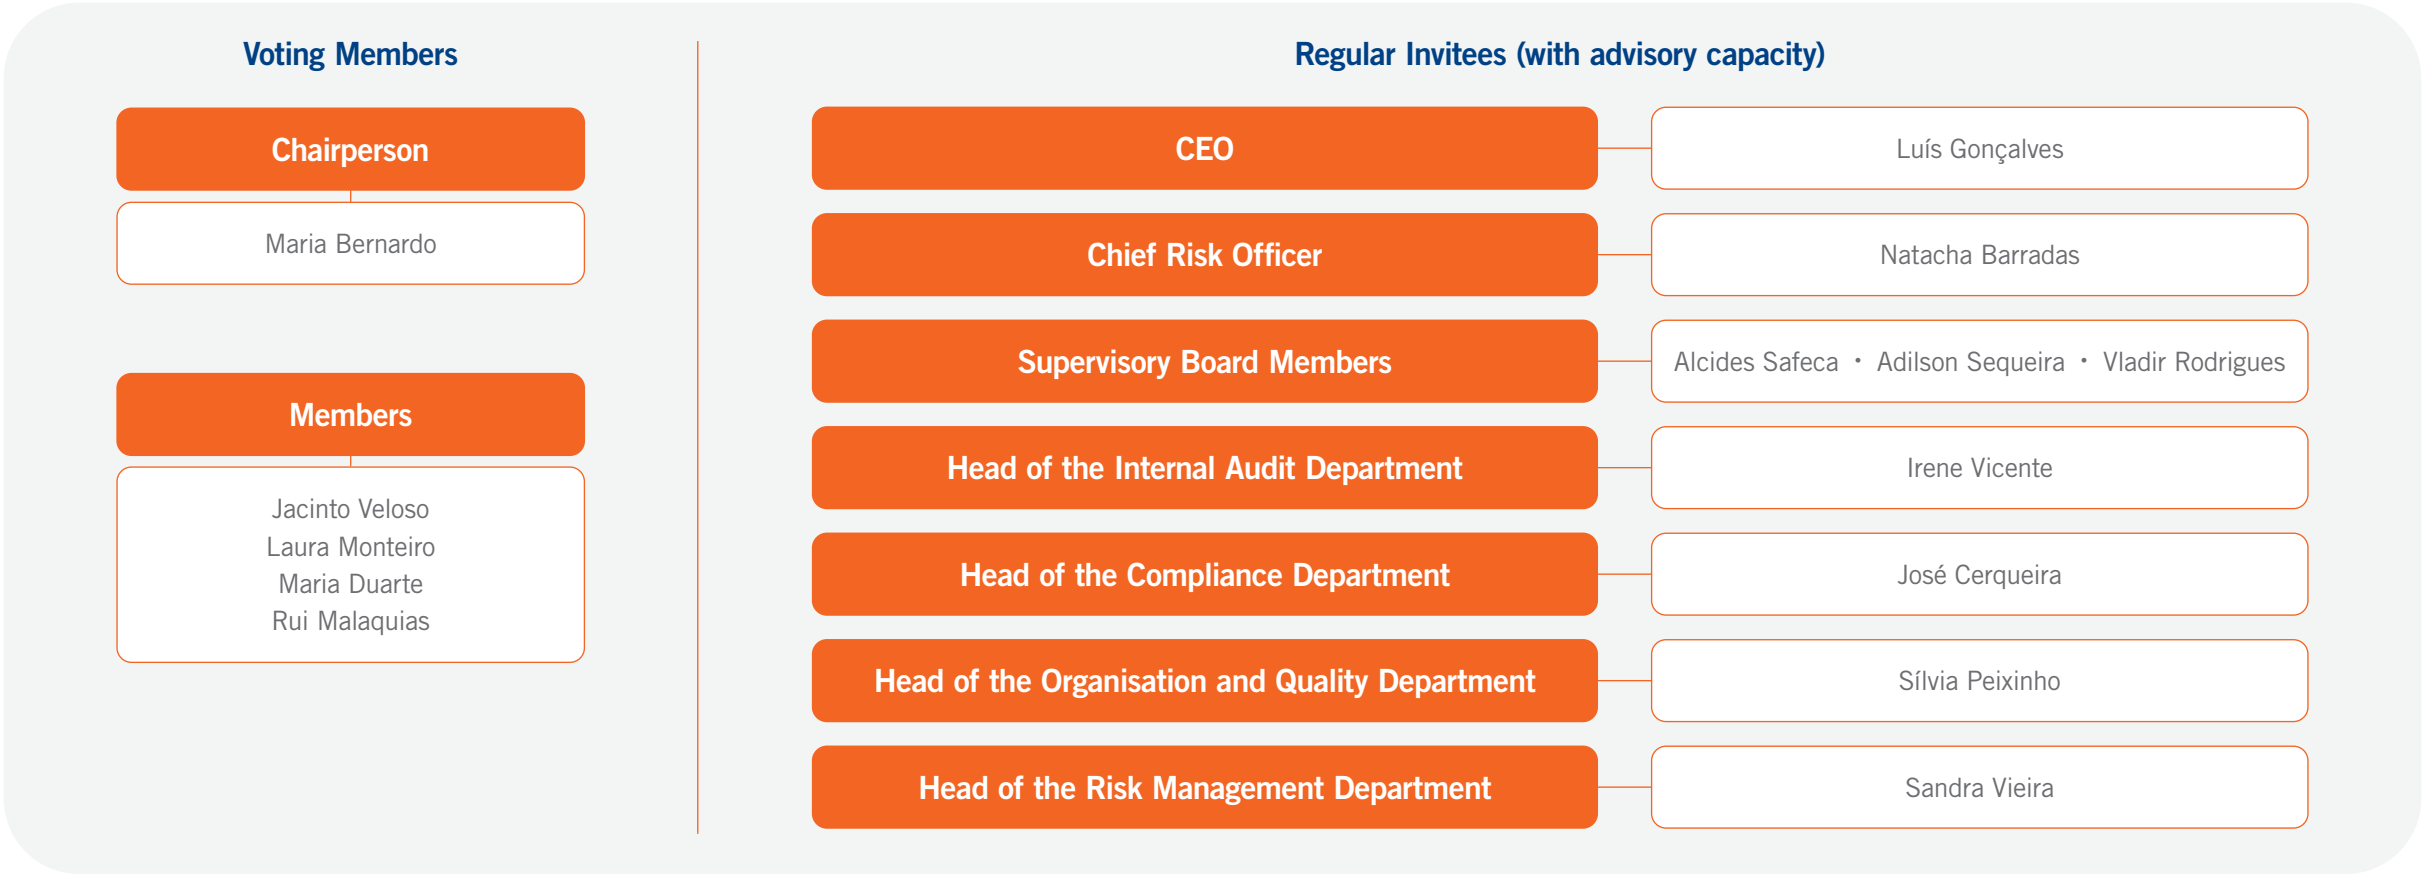 Voting Members
Chairperson
Maria Bernardo
Members
Jacinto Veloso
Laura Monteiro
Maria Duarte
Rui Malaquias
Regular Invitees (with advisory capacity)
CEO
Luís Gonçalves
Chief Risk Officer
Natacha Barradas
Supervisory Board Members
Alcides Safeca • Adilson Sequeira • Vladir Rodrigues
Head of the Internal Audit Department
Irene Vicente
Head of the Compliance Department
José Cerqueira
Head of the Organisation and Quality Department
Sílvia Peixinho
Head of the Risk Management Department
Sandra Vieira